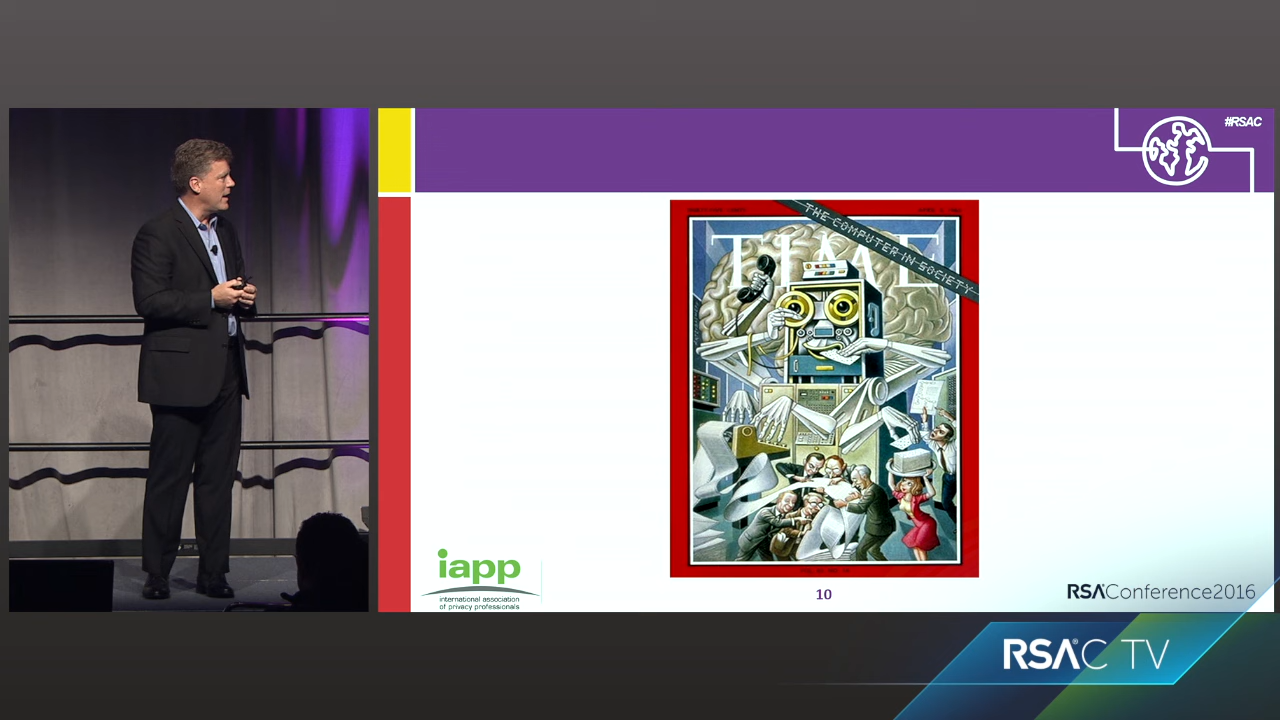 #RSAC
THE COMPUTER IN SOCIETY
TIME
iapp
international association
of privacy professionals
10
RSAConference2016
RSAC TV